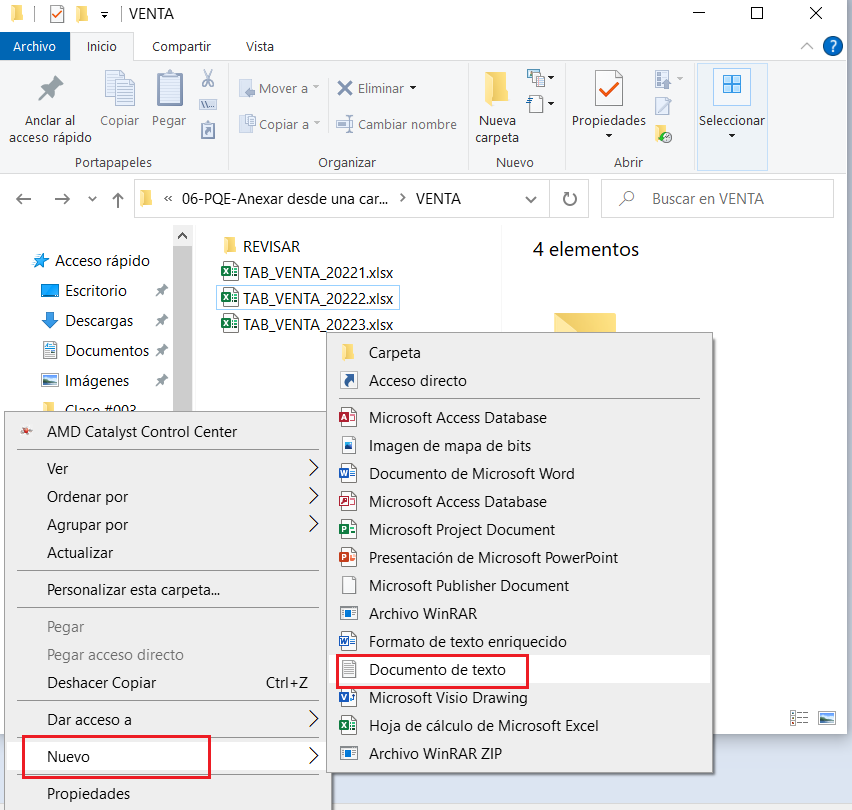 VENTA
Archivo Inicio Compartir Vista
Anclar al acceso rápido
Copiar
Pegar
Portapapeles
Mover a
Copiar a
Eliminar
Cambiar nombre
Organizar
Nueva carpeta
Nuevo
Propiedades
Abrir
Seleccionar
« 06-PQE-Anexar desde una car... > VENTA
Buscar en VENTA
Acceso rápido
Escritorio
Descargas
Documentos
Imágenes
Clase #003
REVISAR
TAB_VENTA_20221.xlsx
TAB_VENTA_20222.xlsx
TAB_VENTA_20223.xlsx
4 elementos
AMD Catalyst Control Center
Ver
Ordenar por
Agrupar por
Actualizar
Personalizar esta carpeta...
Pegar
Pegar acceso directo
Deshacer Copiar Ctrl+Z
Dar acceso a
Nuevo
Propiedades
Carpeta
Acceso directo
Microsoft Access Database
Imagen de mapa de bits
Documento de Microsoft Word
Microsoft Access Database
Microsoft Project Document
Presentación de Microsoft PowerPoint
Microsoft Publisher Document
Archivo WinRAR
Formato de texto enriquecido
Documento de texto
Microsoft Visio Drawing
Hoja de cálculo de Microsoft Excel
Archivo WinRAR ZIP